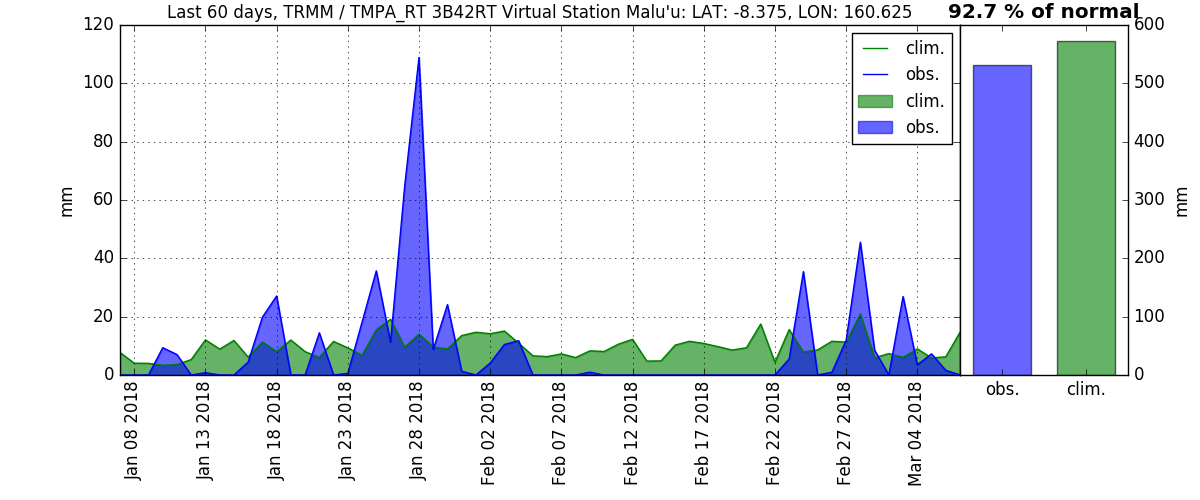 Last 60 days, TRMM / TMPA_RT 3B42RT Virtual Station Malu'u: LAT: -8.375, LON: 160.625
92.7 % of normal
120
100
80
60
40
20
0
mm
clim.
obs.
clim.
obs.
Jan 08 2018
Jan 13 2018
Jan 18 2018
Jan 23 2018
Jan 28 2018
Feb 02 2018
Feb 07 2018
Feb 12 2018
Feb 17 2018
Feb 22 2018
Feb 27 2018
Mar 04 2018
600
500
400
300
200
100
0
mm
obs.
clim.